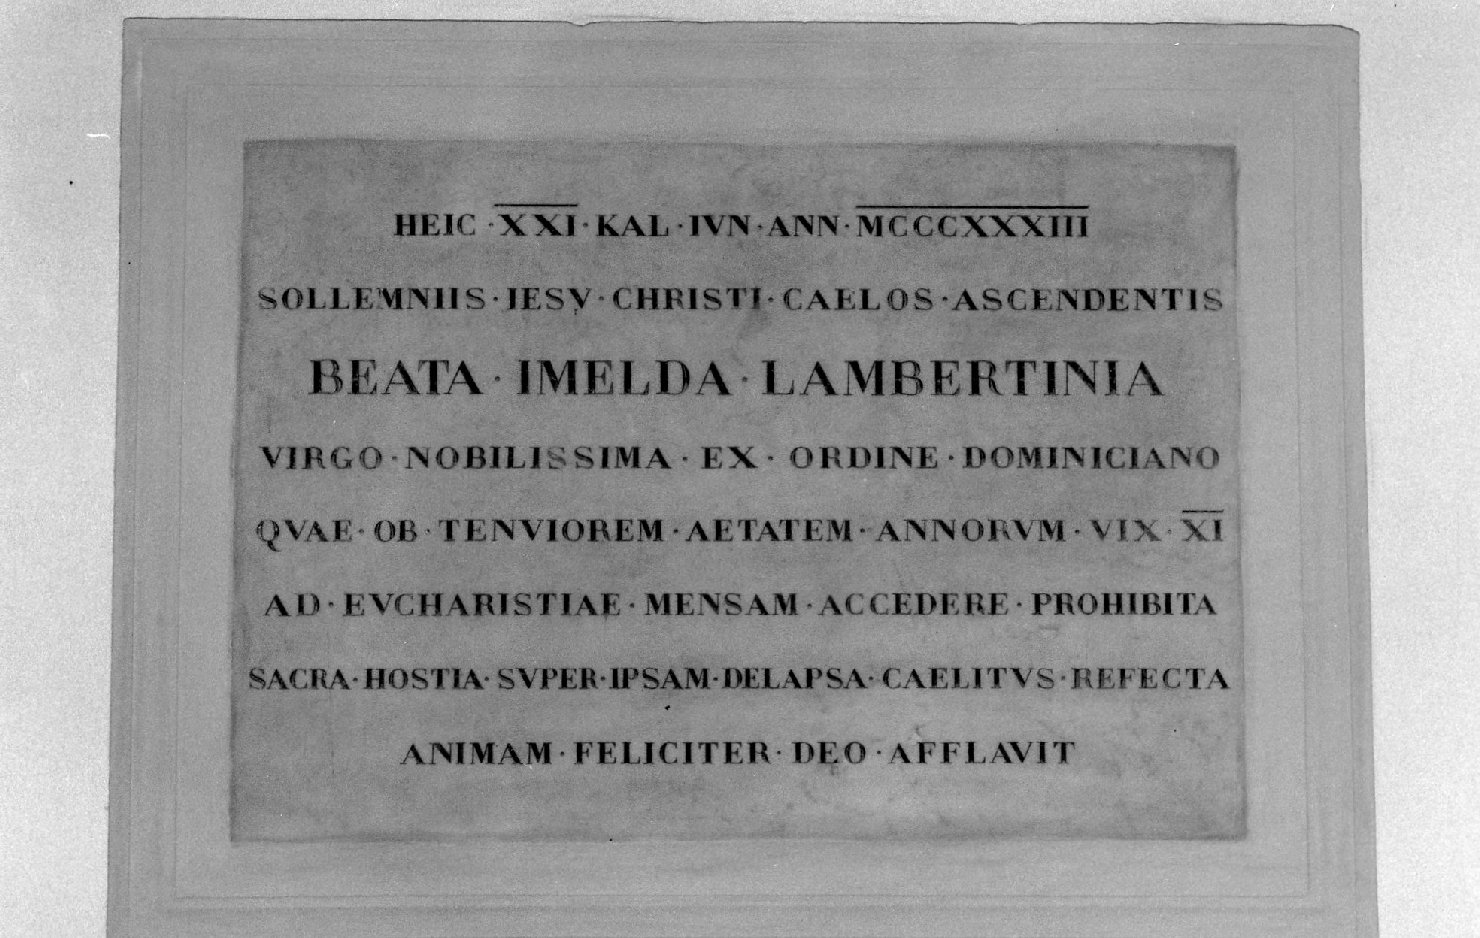 HEIC · XXI · KAL · IVN · ANN · MCCCXXXIII
SOLLEMNIIS · IESV · CHRISTI · CAELOS · ASCENDENTIS
BEATA · IMELDA · LAMBERTINIA
VIRGO · NOBILISSIMA · EX · ORDINE · DOMINICIANO
QVAE · OB · TENVIOREM · AETATEM · ANNORVM · VIX · XI
AD · EVCHARISTIAE · MENSAM · ACCEDERE · PROHIBITA
SACRA · HOSTIA · SVPER · IPSAM · DELAPSA · CAELITVS · REFECTA
ANIMAM · FELICITER · DEO · AFFLAVIT